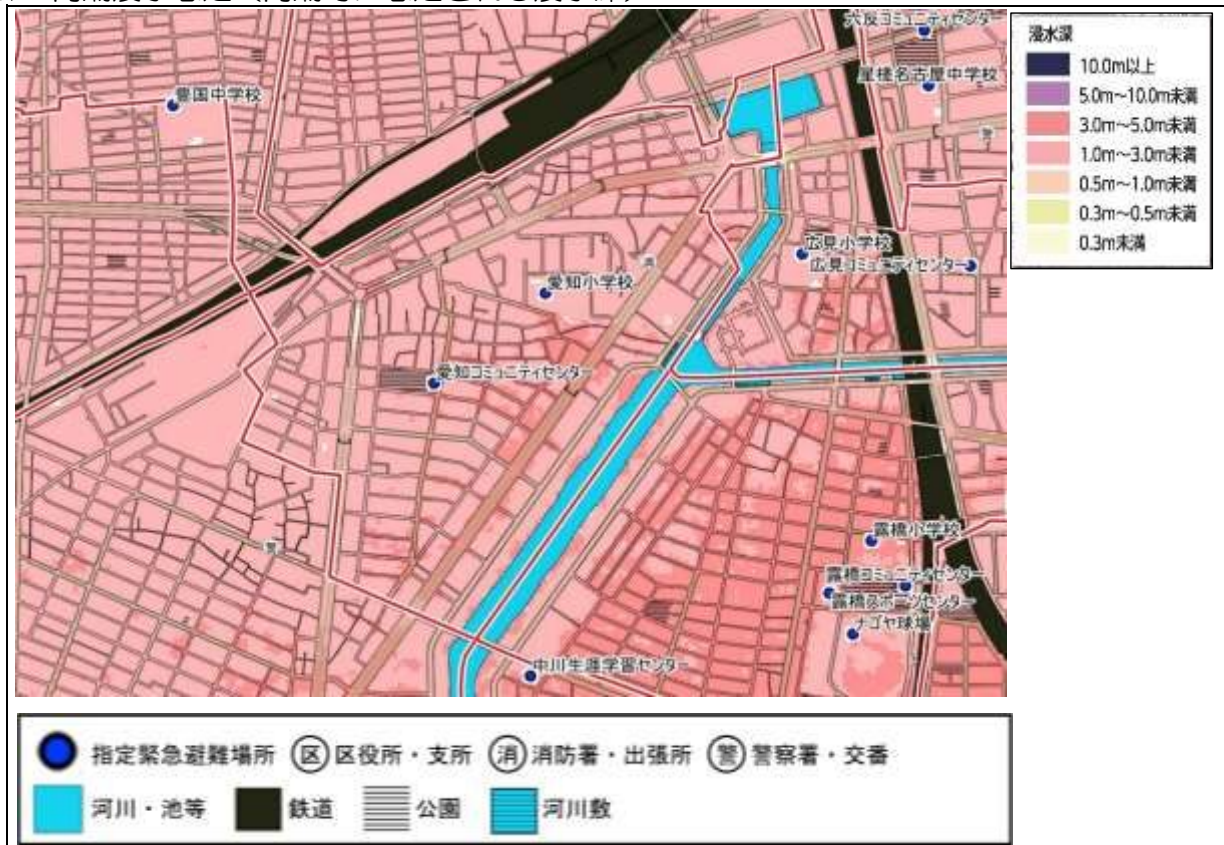 六反コミュニティセンター
星槎名古屋中学校
豊国中学校
警
広見小学校
広見コミュニティセンター
消
愛知小学校
愛知コミュニティセンター
露橋小学校
警
露橋コミュニティセンター
露橋スポーツセンター
ナゴヤ球場
中川生涯学習センター
浸水深
10.0m以上
5.0m～10.0m未満
3.0m～5.0m未満
1.0m～3.0m未満
0.5m～1.0m未満
0.3m～0.5m未満
0.3m未満
指定緊急避難場所 区 区役所・支所 消 消防署・出張所 警 警察署・交番
河川・池等 鉄道 公園 河川敷